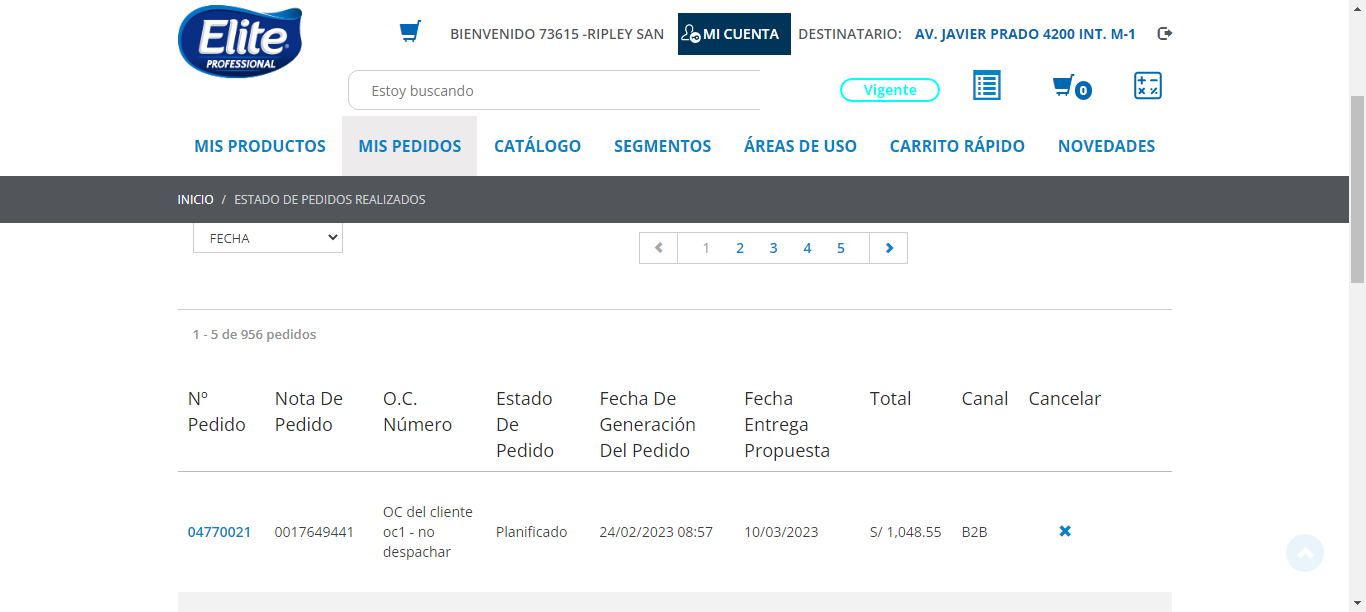 Elite
PROFESSIONAL
BIENVENIDO 73615 -RIPLEY SAN
MI CUENTA
DESTINATARIO: AV. JAVIER PRADO 4200 INT. M-1
Estoy buscando
Vigente
0
MIS PRODUCTOS
MIS PEDIDOS
CATÁLOGO
SEGMENTOS
ÁREAS DE USO
CARRITO RÁPIDO
NOVEDADES
INICIO / ESTADO DE PEDIDOS REALIZADOS
FECHA
1 2 3 4 5
1 - 5 de 956 pedidos
Nº
Pedido
Nota De
Pedido
O.C.
Número
Estado
De
Pedido
Fecha De
Generación
Del Pedido
Fecha
Entrega
Propuesta
Total
Canal
Cancelar
04770021
0017649441
OC del cliente
oc1 - no
despachar
Planificado
24/02/2023 08:57
10/03/2023
S/ 1,048.55
B2B